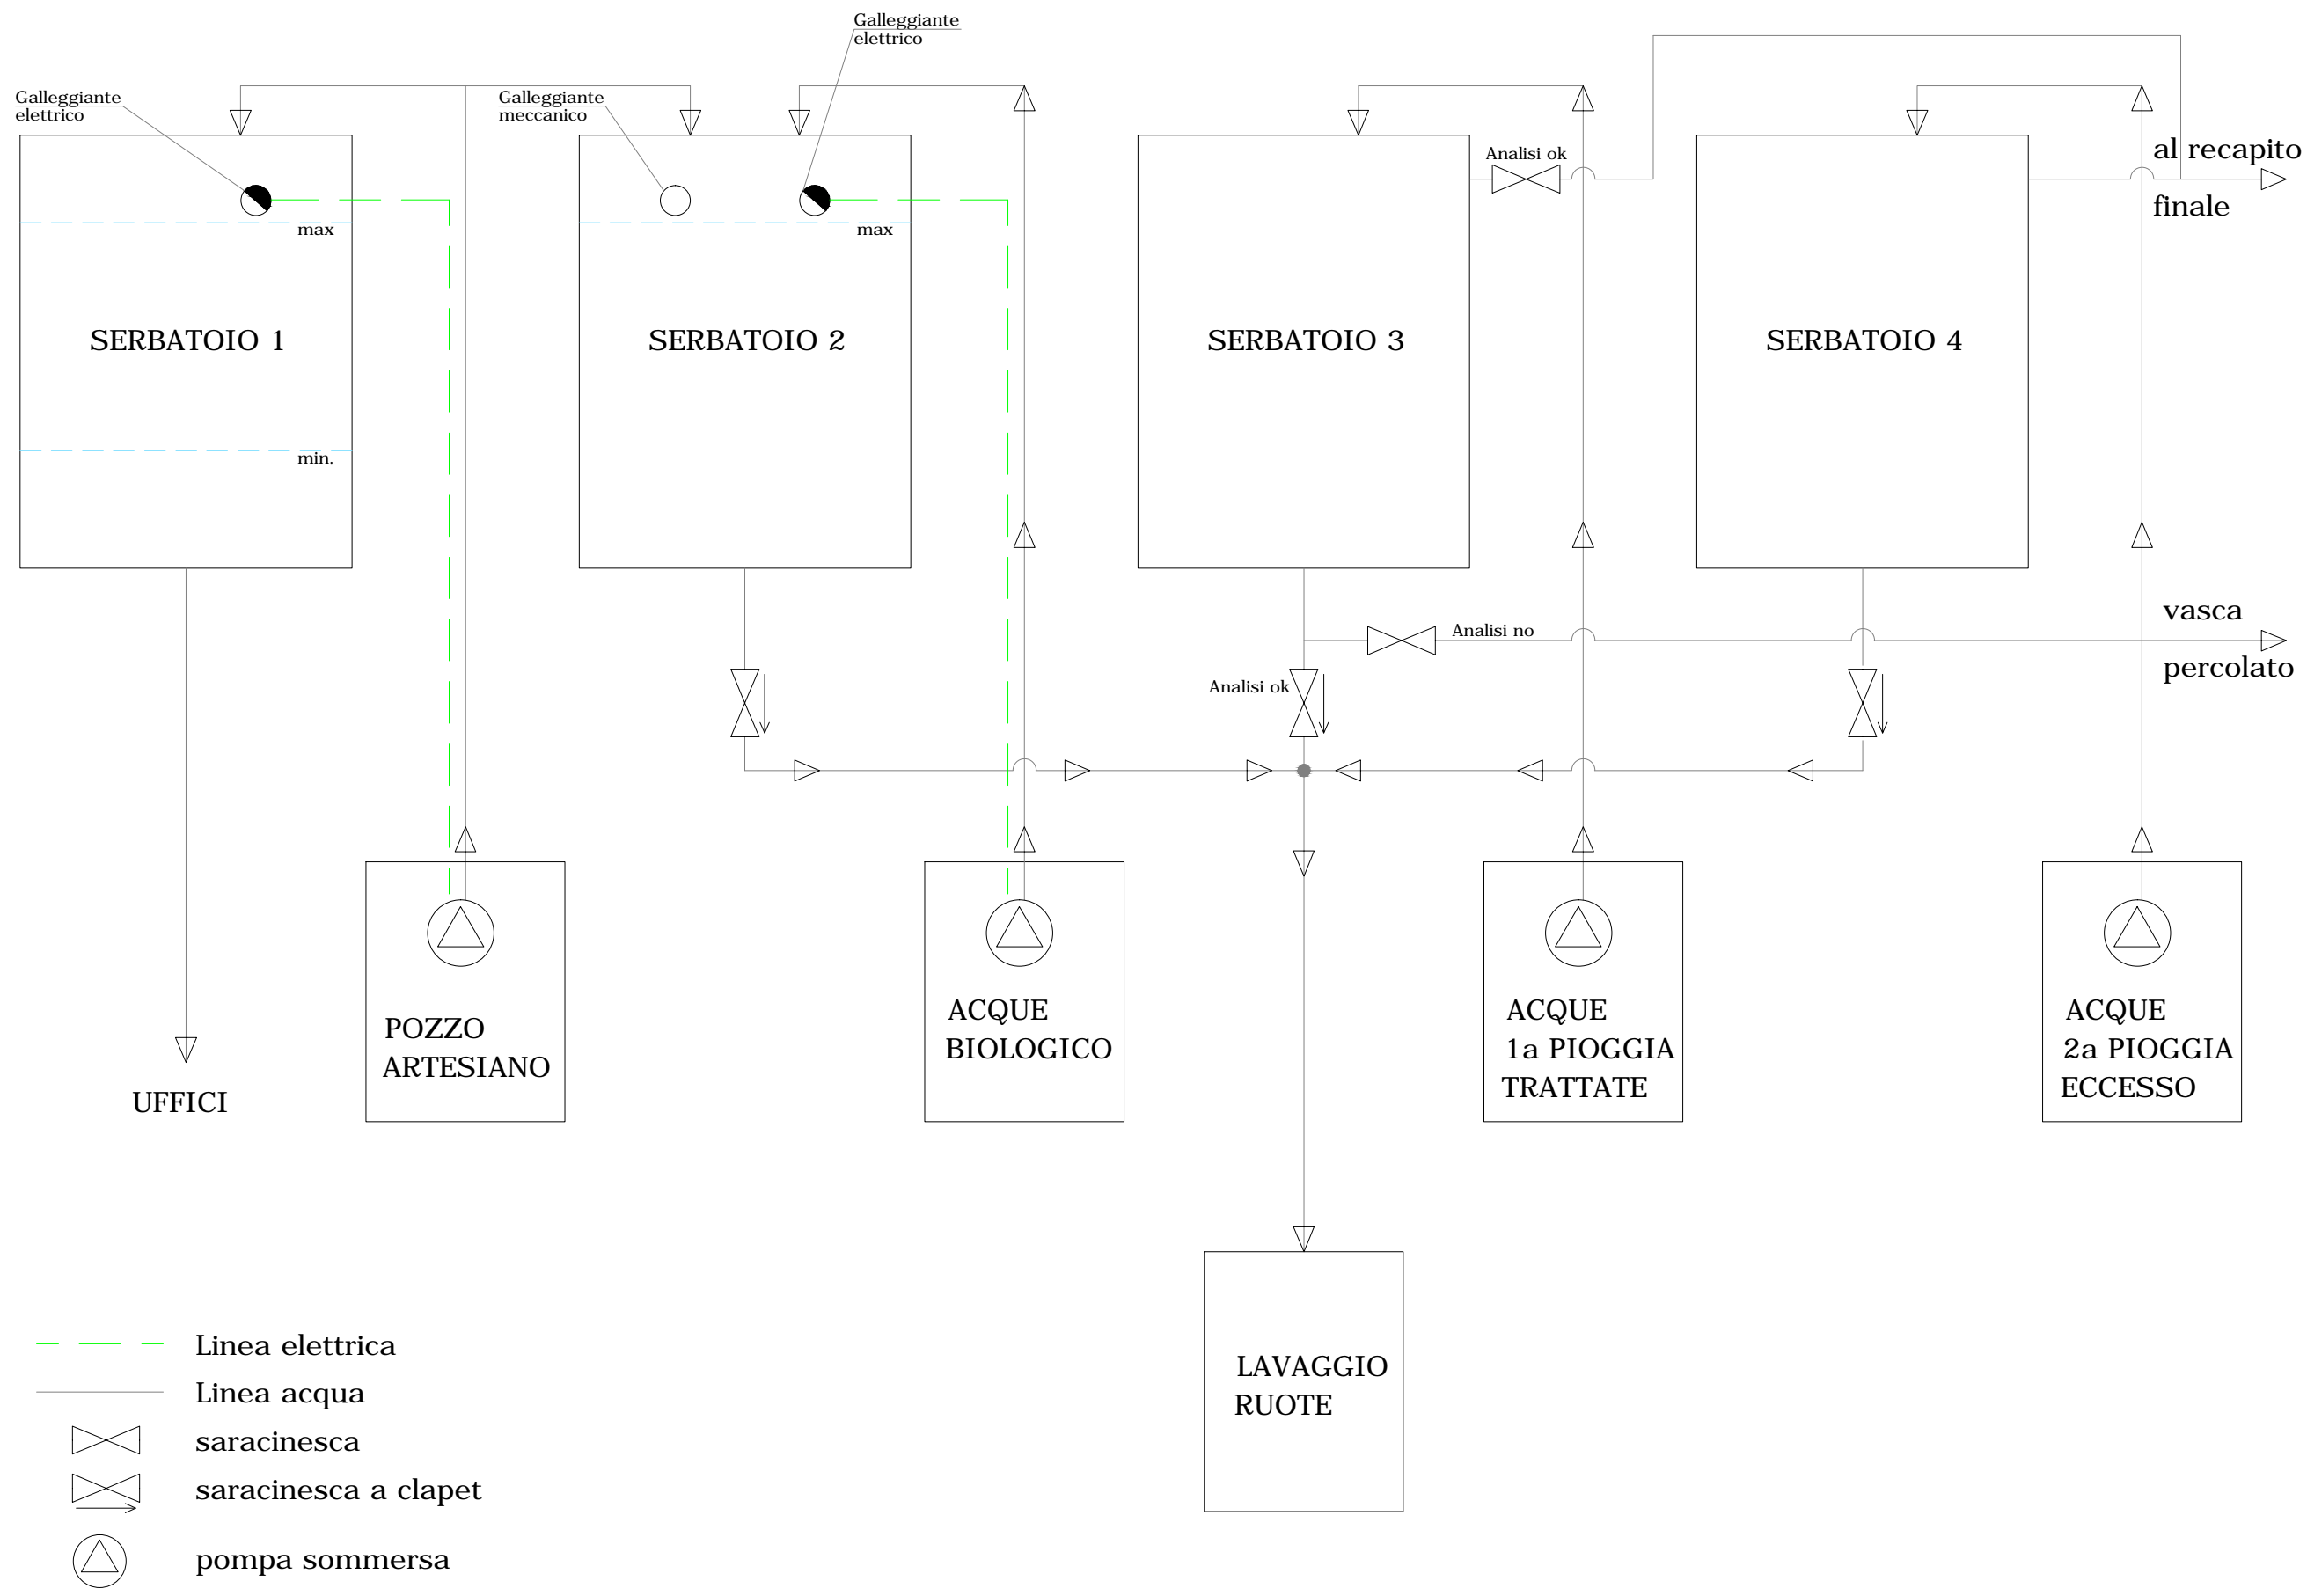 Galleggiante
elettrico
Galleggiante
elettrico
Galleggiante
meccanico
Analisi ok
al recapito
finale
max
max
SERBATOIO 1
SERBATOIO 2
SERBATOIO 3
SERBATOIO 4
min.
vasca
percolato
Analisi no
Analisi ok
POZZO
ARTESIANO
ACQUE
BIOLOGICO
ACQUE
1a PIOGGIA
TRATTATE
ACQUE
2a PIOGGIA
ECCESSO
UFFICI
LAVAGGIO
RUOTE
Linea elettrica
Linea acqua
saracinesca
saracinesca a clapet
pompa sommersa